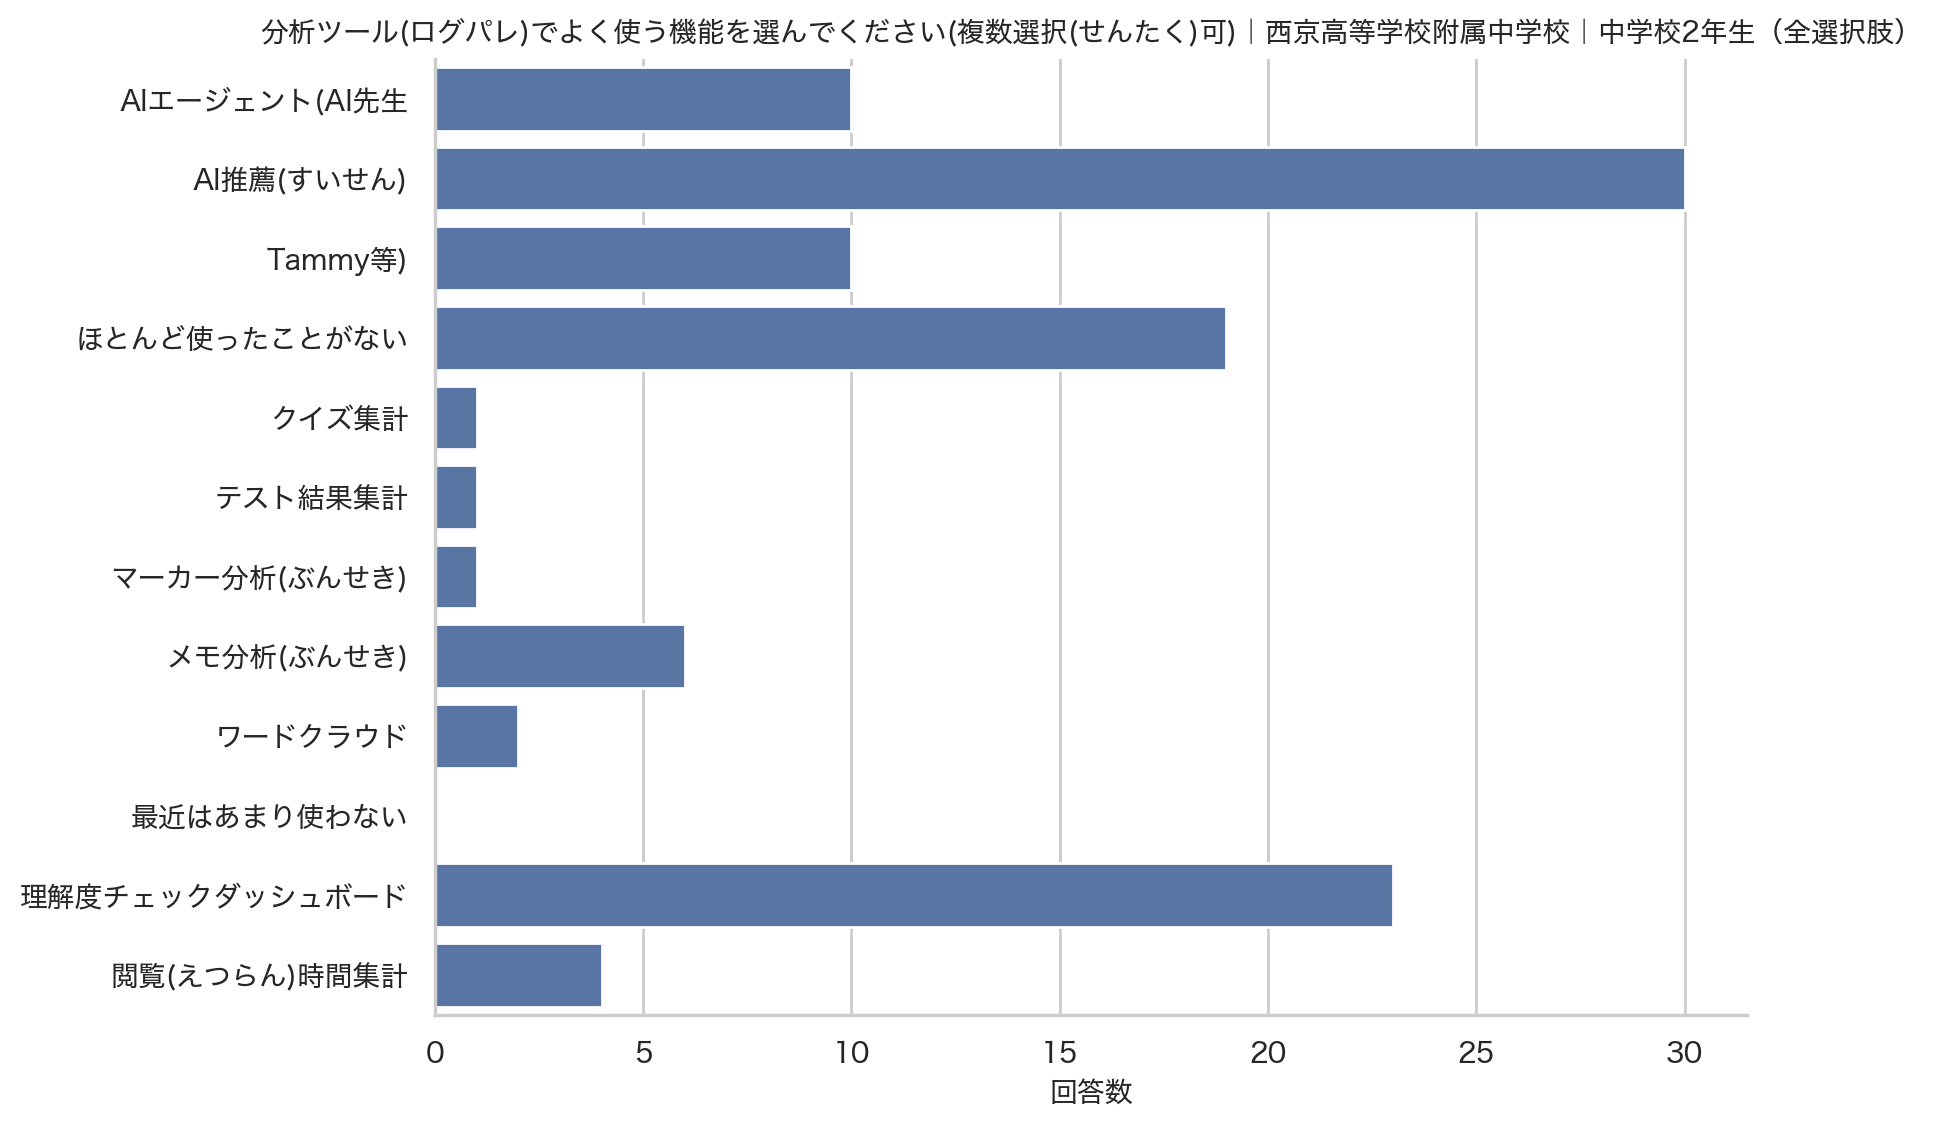 分析ツール(ログパレ)でよく使う機能を選んでください(複数選択(せんたく)可)｜西京高等学校附属中学校｜中学校2年生（全選択肢）
AIエージェント(AI先生
AI推薦(すいせん)
Tammy等)
ほとんど使ったことがない
クイズ集計
テスト結果集計
マーカー分析(ぶんせき)
メモ分析(ぶんせき)
ワードクラウド
最近はあまり使わない
理解度チェックダッシュボード
閲覧(えつらん)時間集計
0 5 10 15 20 25 30
回答数